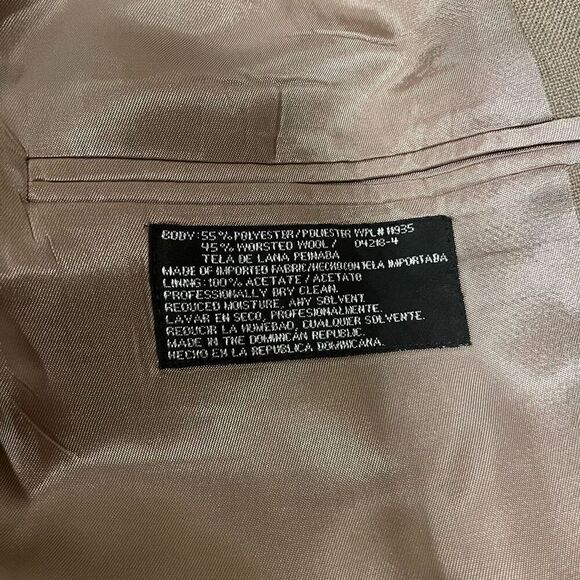 BODY: 55% POLYESTER/POLIESTER WPL# 11935
45% WORSTED WOOL/ 04218-4
TELA DE LANA PEINADA
MADE OF IMPORTED FABRIC/HECHO CON TELA IMPORTADA
LINING: 100% ACETATE / ACETATO
PROFESSIONALLY DRY CLEAN.
REDUCED MOISTURE, ANY SOLVENT.
LAVAR EN SECO, PROFESIONALMENTE.
REDUCIR LA HUMEDAD, CUALQUIER SOLVENTE.
MADE IN THE DOMINICAN REPUBLIC.
HECHO EN LA REPUBLICA DOMINICANA.